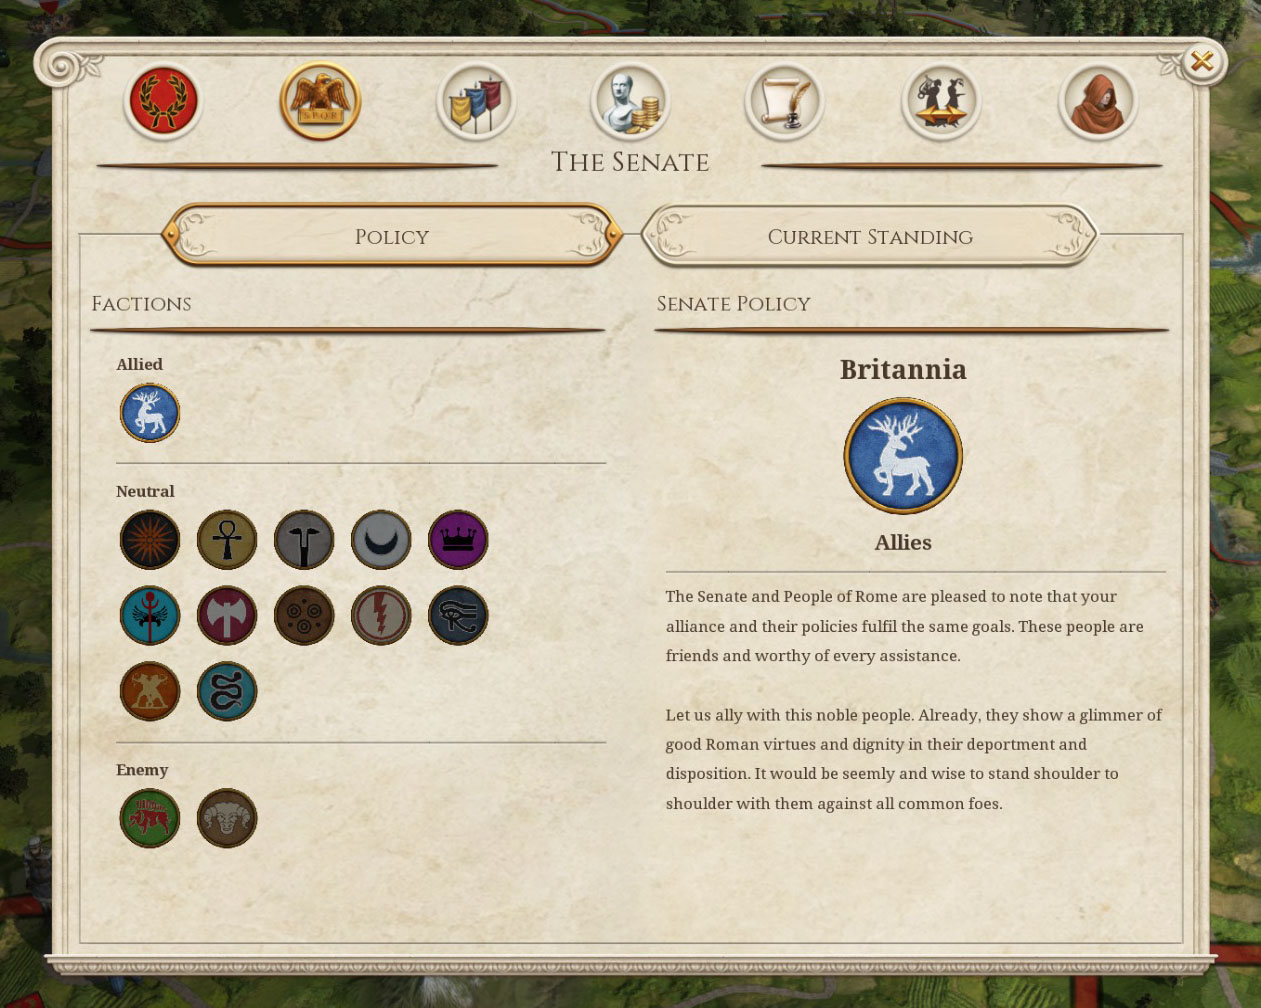 The Senate
Policy
Current Standing
Factions
Senate Policy
Allied
Neutral
Enemy
Britannia
Allies
The Senate and People of Rome are pleased to note that your
alliance and their policies fulfil the same goals. These people are
friends and worthy of every assistance.
Let us ally with this noble people. Already, they show a glimmer of
good Roman virtues and dignity in their deportment and
disposition. It would be seemly and wise to stand shoulder to
shoulder with them against all common foes.